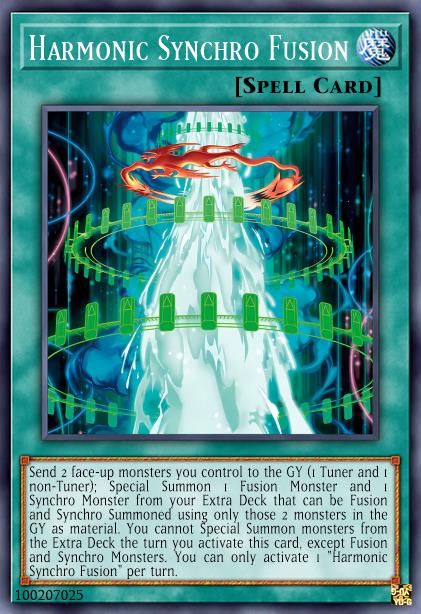 HARMONIC SYNCHRO FUSION
魔
[SPELL CARD]
Send 2 face-up monsters you control to the GY (1 Tuner and 1
non-Tuner); Special Summon 1 Fusion Monster and 1
Synchro Monster from your Extra Deck that can be Fusion
and Synchro Summoned using only those 2 monsters in the
GY as material. You cannot Special Summon monsters from
the Extra Deck the turn you activate this card, except Fusion
and Synchro Monsters. You can only activate 1 "Harmonic
Synchro Fusion" per turn.
100207025